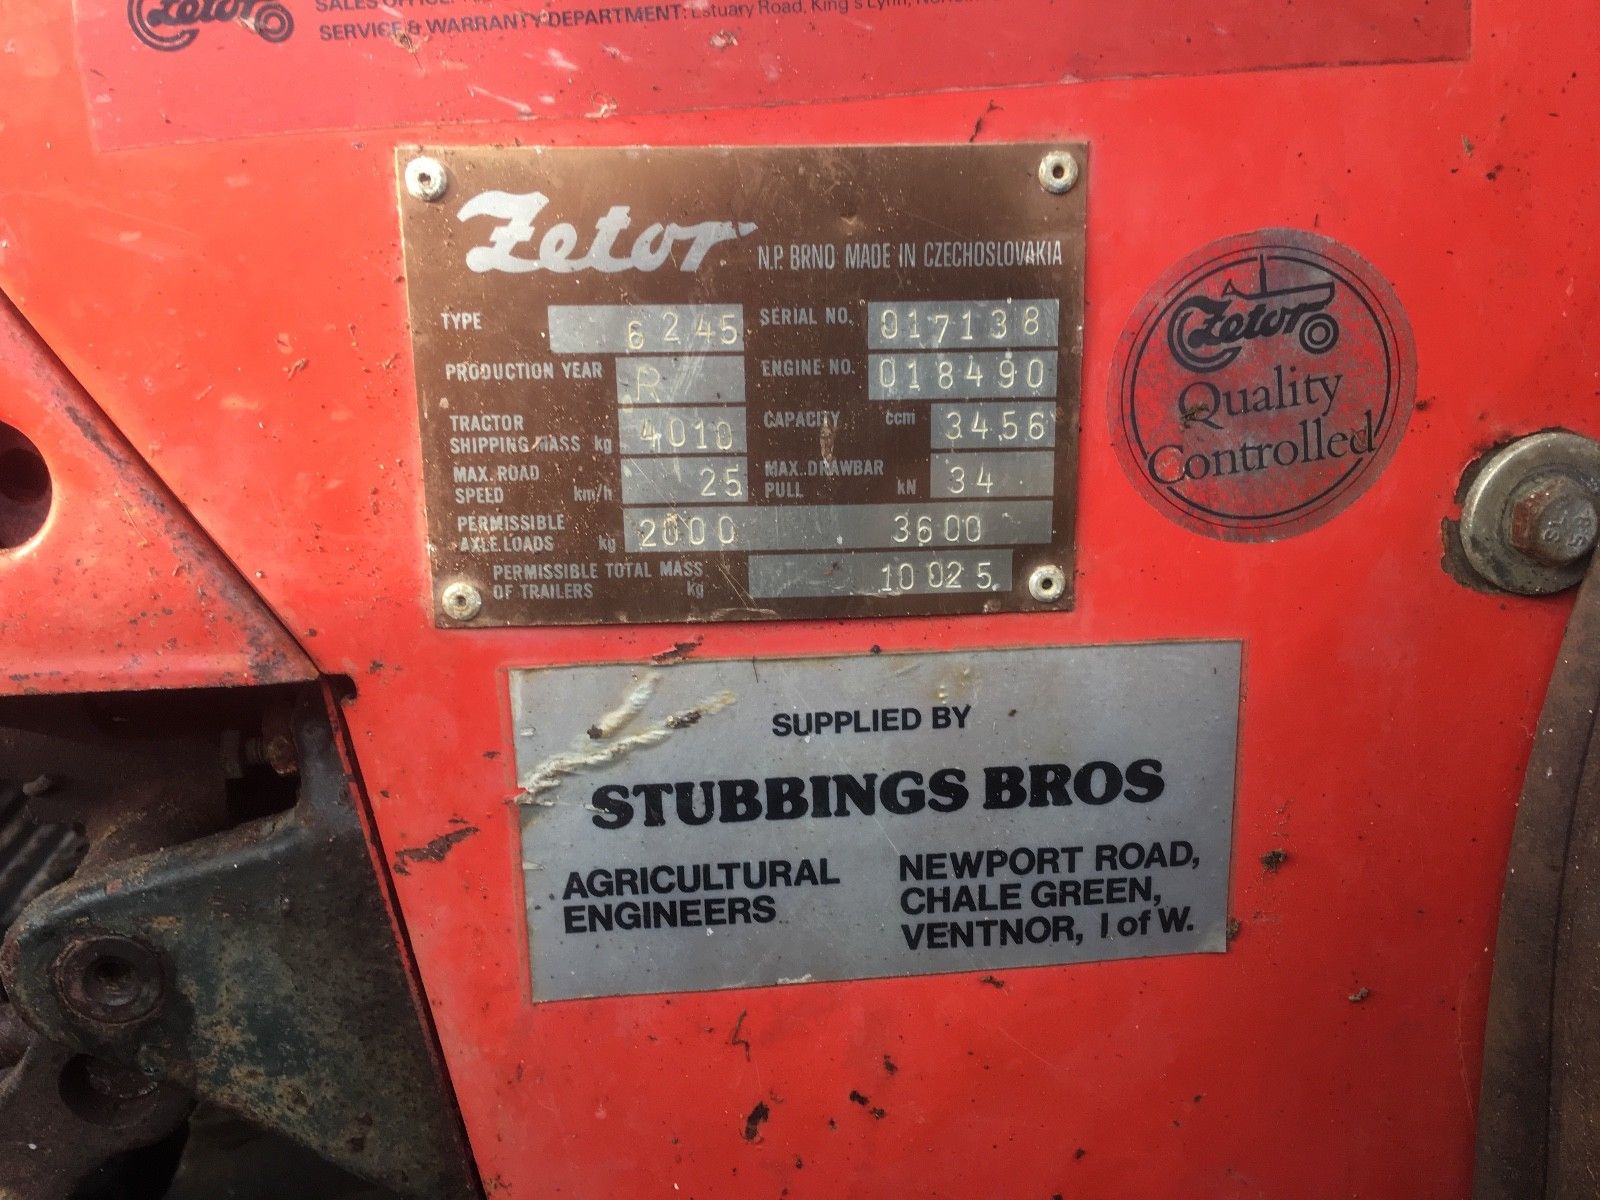 Zetor
SALES OFFICE:
SERVICE & WARRANTY DEPARTMENT: Estuary Road, King's Lynn,
Zetor N.P. BRNO MADE IN CZECHOSLOVAKIA
TYPE 6245 SERIAL NO. 017138
PRODUCTION YEAR R ENGINE NO. 018490
TRACTOR SHIPPING MASS kg 4010 CAPACITY ccm 3456
MAX. ROAD SPEED km/h 25 MAX. DRAWBAR PULL kN 34
PERMISSIBLE AXLE LOADS kg 2000 3600
PERMISSIBLE TOTAL MASS OF TRAILERS kg 10025
Zetor
Quality
Controlled
SUPPLIED BY
STUBBINGS BROS
AGRICULTURAL
ENGINEERS
NEWPORT ROAD,
CHALE GREEN,
VENTNOR, I of W.